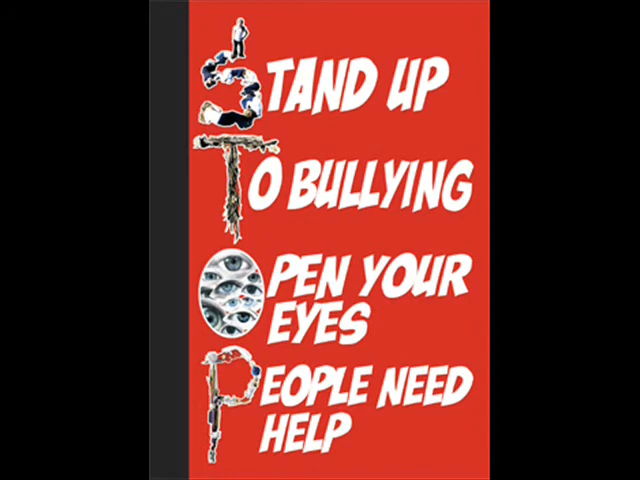 STAND UP
TO BULLYING
OPEN YOUR
EYES
PEOPLE NEED
HELP